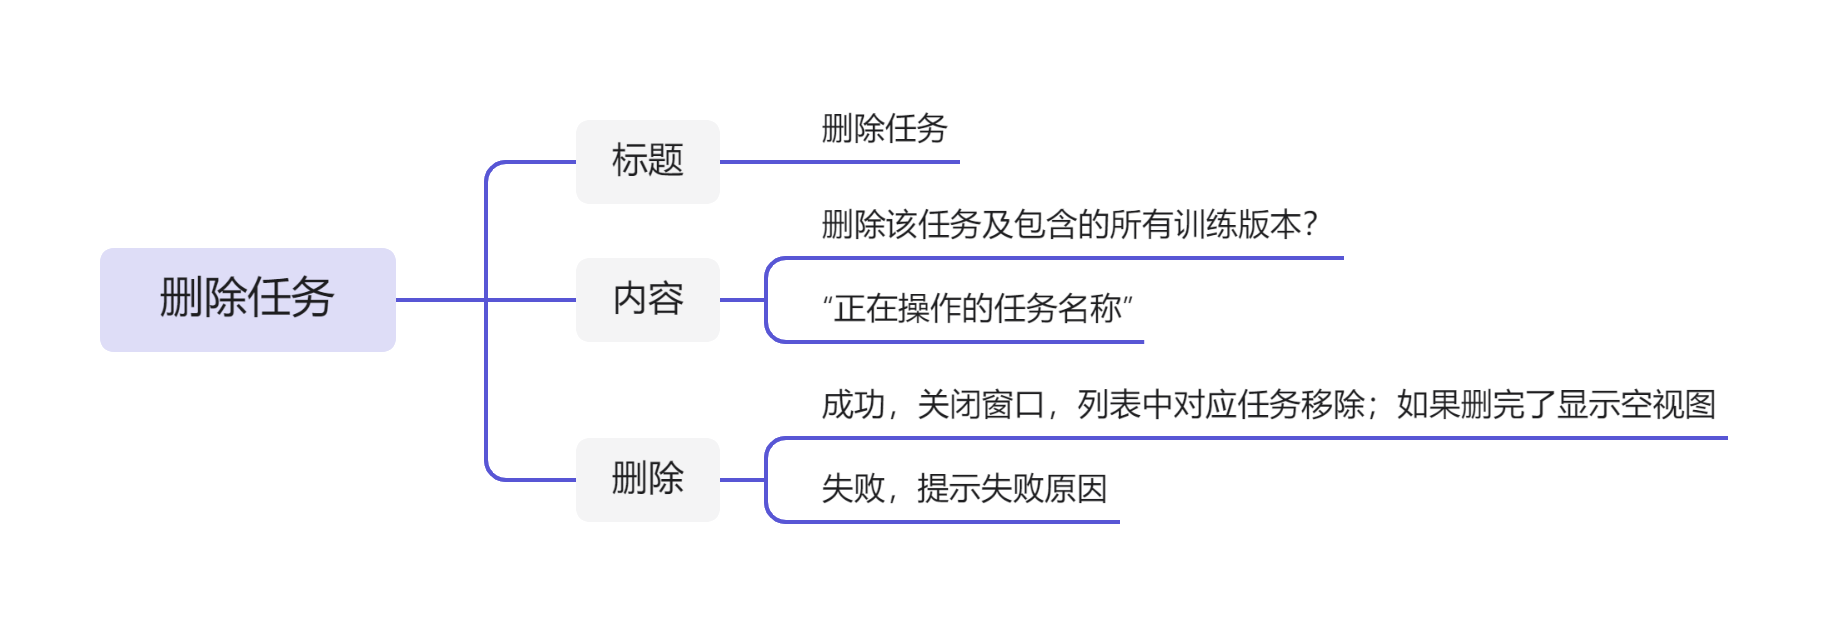 删除任务
标题
删除任务
内容
删除该任务及包含的所有训练版本？
“正在操作的任务名称”
删除
成功，关闭窗口，列表中对应任务移除；如果删完了显示空视图
失败，提示失败原因